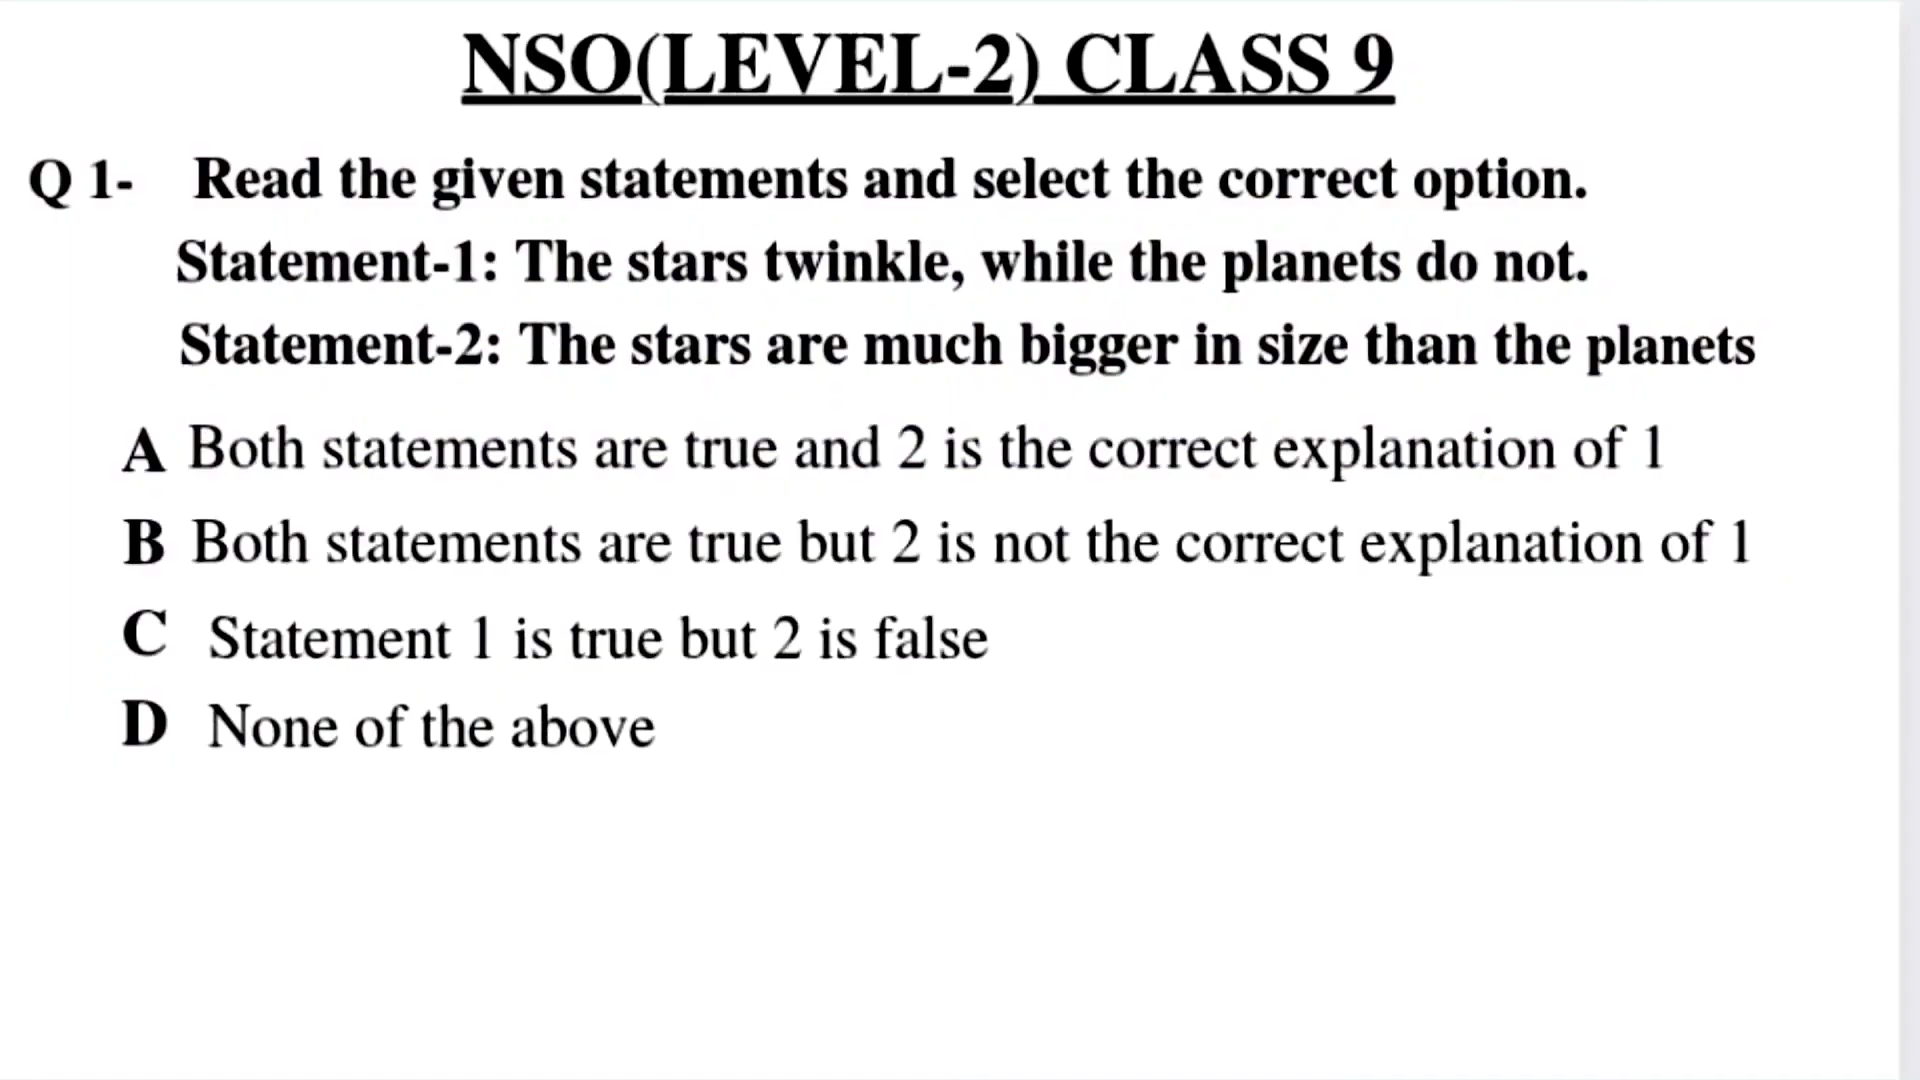 NSO(LEVEL-2) CLASS 9
Q 1- Read the given statements and select the correct option.
Statement-1: The stars twinkle, while the planets do not.
Statement-2: The stars are much bigger in size than the planets
A Both statements are true and 2 is the correct explanation of 1
B Both statements are true but 2 is not the correct explanation of 1
C Statement 1 is true but 2 is false
D None of the above